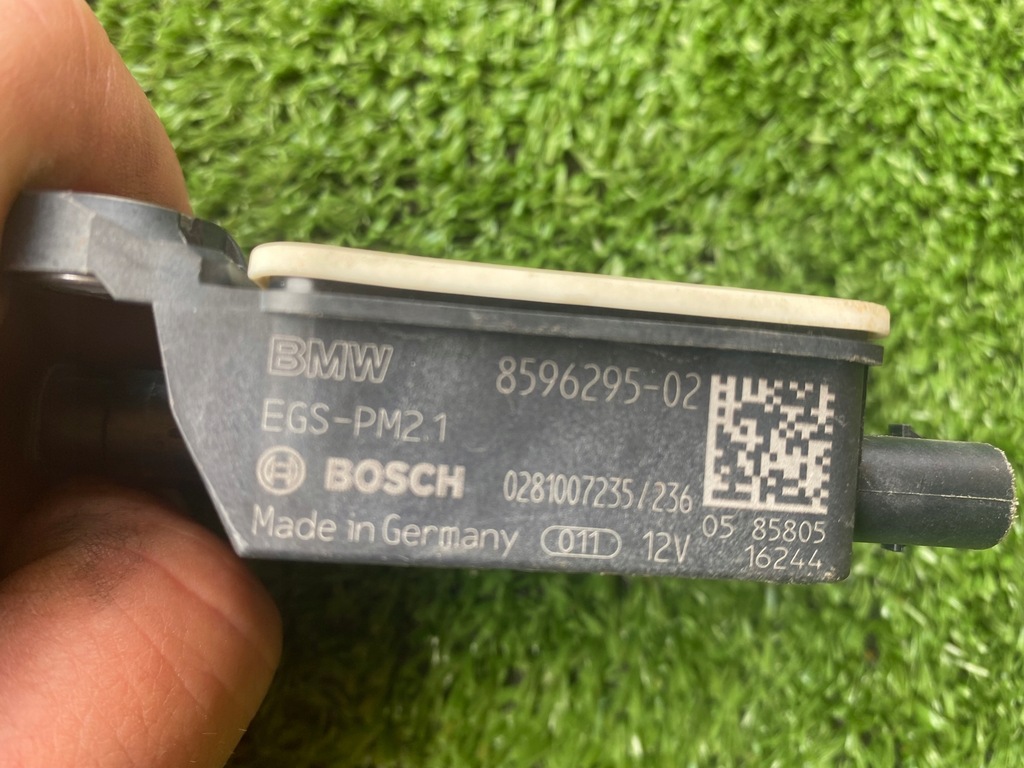 BMW 8596295-02
EGS-PM2.1
BOSCH 0281007235/236
Made in Germany 011 12V
05 85805
16244